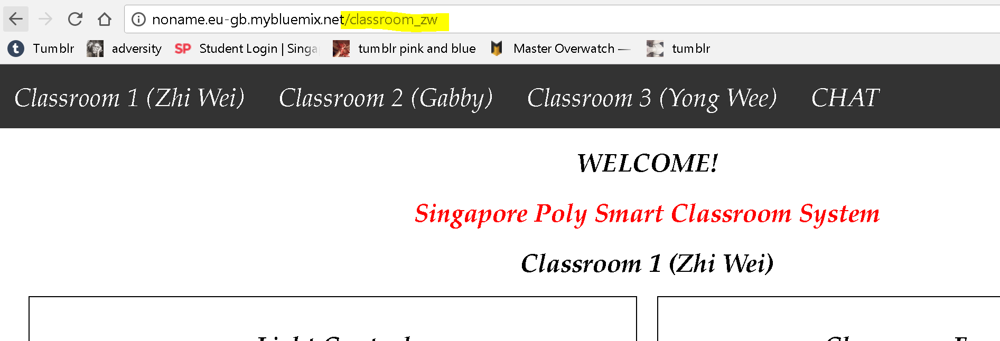 noname.eu-gb.mybluemix.net/classroom_zw
t Tumblr adversity SP Student Login | Singa tumblr pink and blue Master Overwatch — tumblr
Classroom 1 (Zhi Wei) Classroom 2 (Gabby) Classroom 3 (Yong Wee) CHAT
WELCOME!
Singapore Poly Smart Classroom System
Classroom 1 (Zhi Wei)